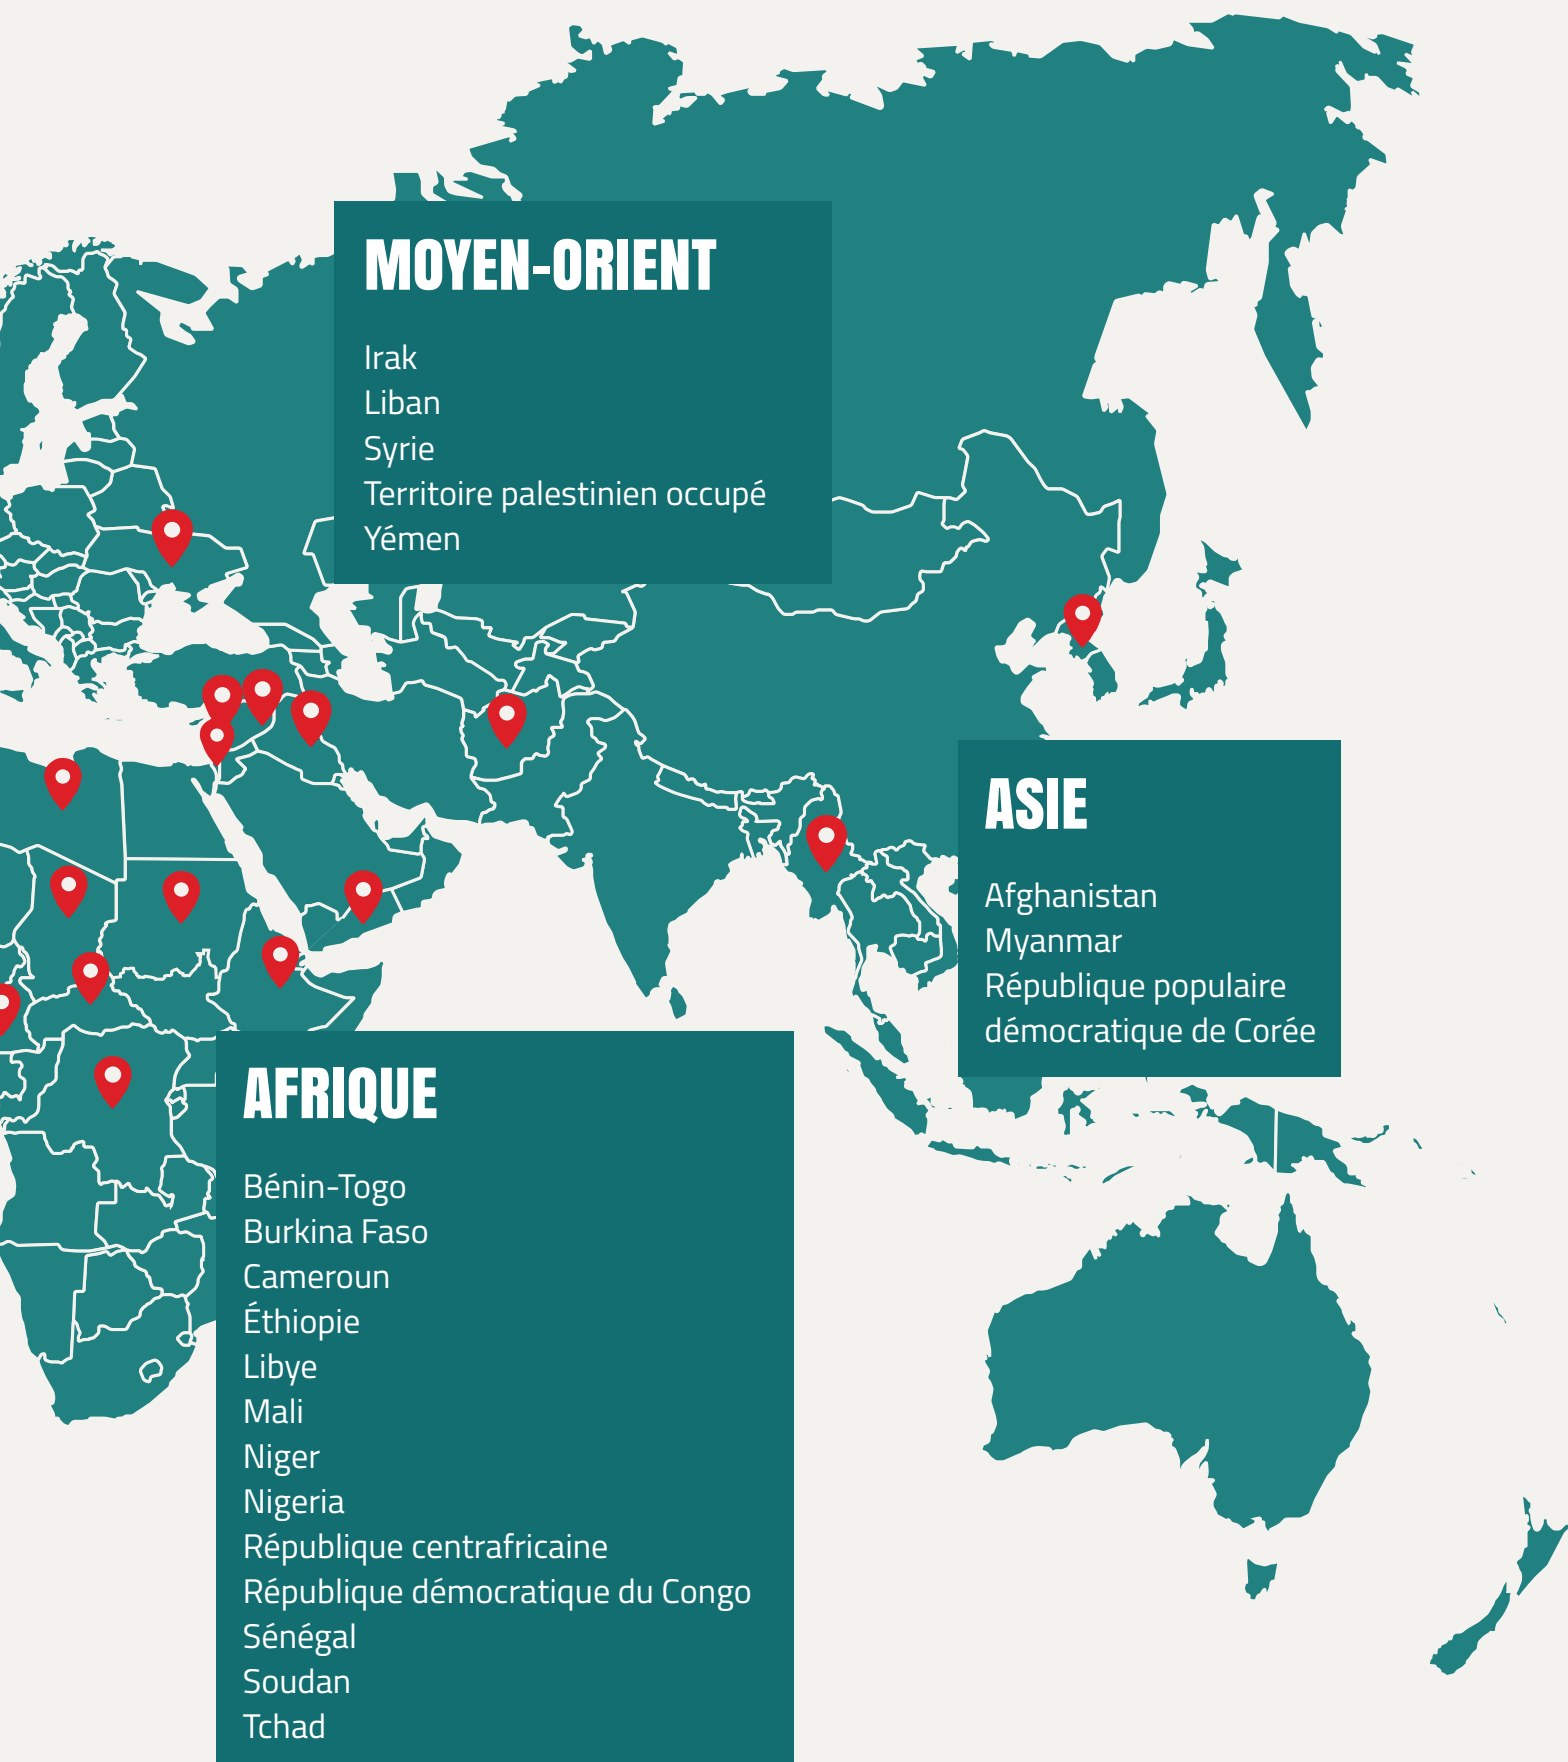 MOYEN-ORIENT
Irak
Liban
Syrie
Territoire palestinien occupé
Yémen
ASIE
Afghanistan
Myanmar
République populaire
démocratique de Corée
AFRIQUE
Bénin-Togo
Burkina Faso
Cameroun
Éthiopie
Libye
Mali
Niger
Nigeria
République centrafricaine
République démocratique du Congo
Sénégal
Soudan
Tchad